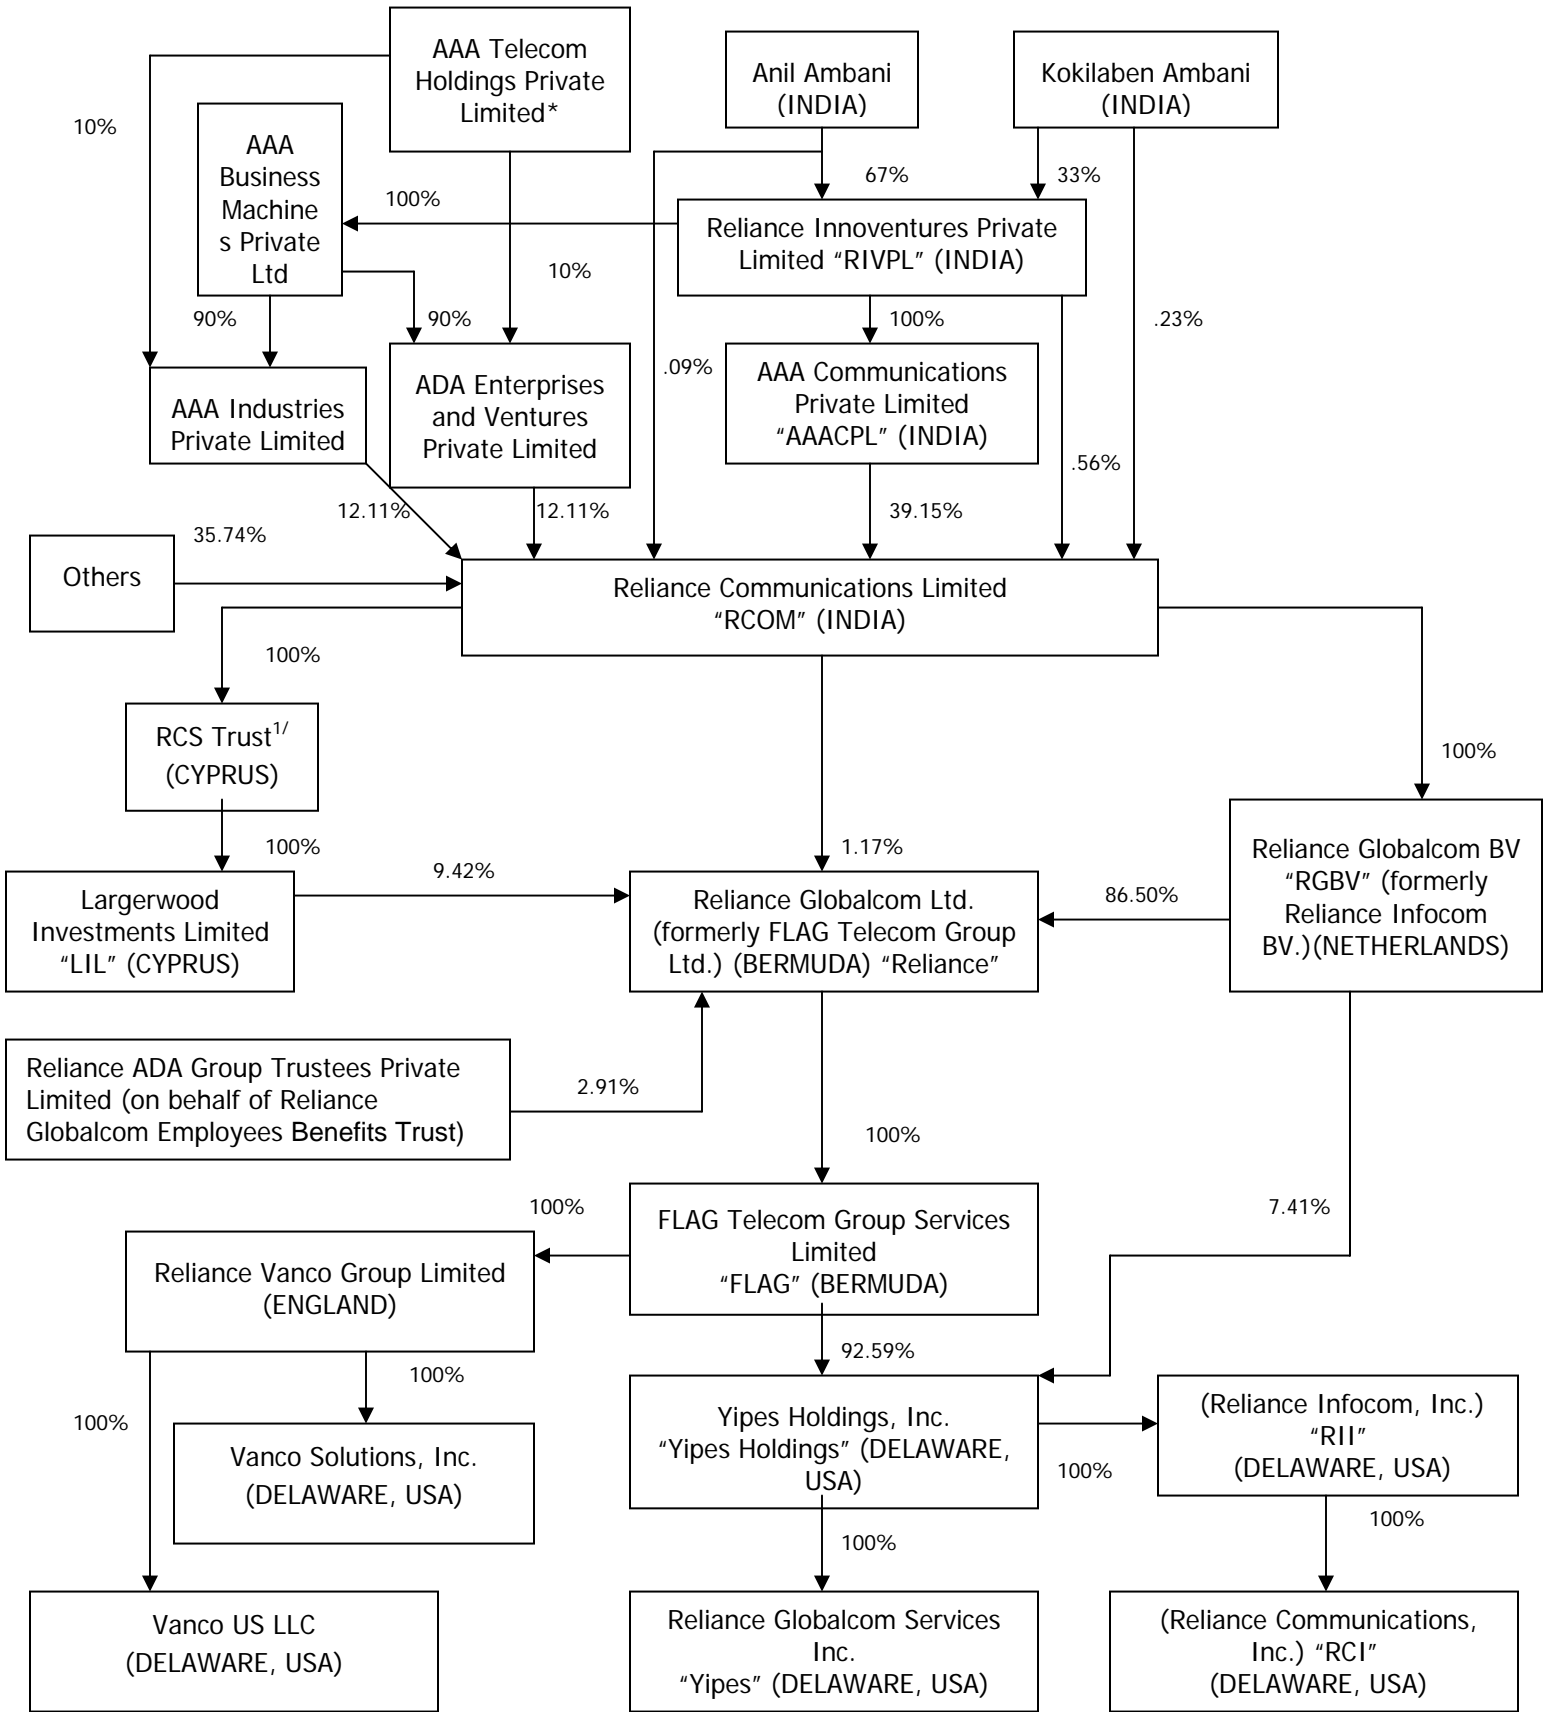 AAA Telecom
Holdings Private
Limited*
Anil Ambani
(INDIA)
Kokilaben Ambani
(INDIA)
10%
AAA
Business
Machine
s Private
Ltd
100%
67%
33%
Reliance Innoventures Private
Limited “RIVPL” (INDIA)
10%
90%
90%
100%
.23%
.09%
AAA Industries
Private Limited
ADA Enterprises
and Ventures
Private Limited
AAA Communications
Private Limited
“AAACPL” (INDIA)
.56%
12.11%
12.11%
39.15%
35.74%
Others
Reliance Communications Limited
“RCOM” (INDIA)
100%
RCS Trust1/
(CYPRUS)
100%
100%
1.17%
9.42%
86.50%
Largerwood
Investments Limited
“LIL” (CYPRUS)
Reliance Globalcom Ltd.
(formerly FLAG Telecom Group
Ltd.) (BERMUDA) “Reliance”
Reliance Globalcom BV
“RGBV” (formerly
Reliance Infocom
BV.)(NETHERLANDS)
Reliance ADA Group Trustees Private
Limited (on behalf of Reliance
Globalcom Employees Benefits Trust)
2.91%
100%
100%
7.41%
FLAG Telecom Group Services
Limited
“FLAG” (BERMUDA)
Reliance Vanco Group Limited
(ENGLAND)
92.59%
100%
100%
Vanco Solutions, Inc.
(DELAWARE, USA)
Yipes Holdings, Inc.
“Yipes Holdings” (DELAWARE,
USA)
100%
(Reliance Infocom, Inc.)
“RII”
(DELAWARE, USA)
100%
100%
Vanco US LLC
(DELAWARE, USA)
Reliance Globalcom Services
Inc.
“Yipes” (DELAWARE, USA)
(Reliance Communications,
Inc.) “RCI”
(DELAWARE, USA)